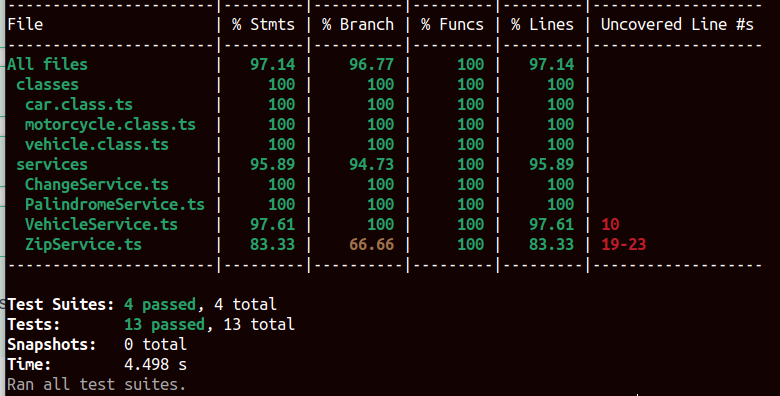 -----------------------|---------|----------|---------|---------|-------------------
File                   | % Stmts | % Branch | % Funcs | % Lines | Uncovered Line #s
-----------------------|---------|----------|---------|---------|-------------------
All files              |   97.14 |    96.77 |     100 |   97.14 |
 classes               |     100 |      100 |     100 |     100 |
  car.class.ts         |     100 |      100 |     100 |     100 |
  motorcycle.class.ts  |     100 |      100 |     100 |     100 |
  vehicle.class.ts     |     100 |      100 |     100 |     100 |
 services              |   95.89 |    94.73 |     100 |   95.89 |
  ChangeService.ts     |     100 |      100 |     100 |     100 |
  PalindromeService.ts |     100 |      100 |     100 |     100 |
  VehicleService.ts    |   97.61 |      100 |     100 |   97.61 | 10
  ZipService.ts        |   83.33 |    66.66 |     100 |   83.33 | 19-23
-----------------------|---------|----------|---------|---------|-------------------
Test Suites: 4 passed, 4 total
Tests:       13 passed, 13 total
Snapshots:   0 total
Time:        4.498 s
Ran all test suites.